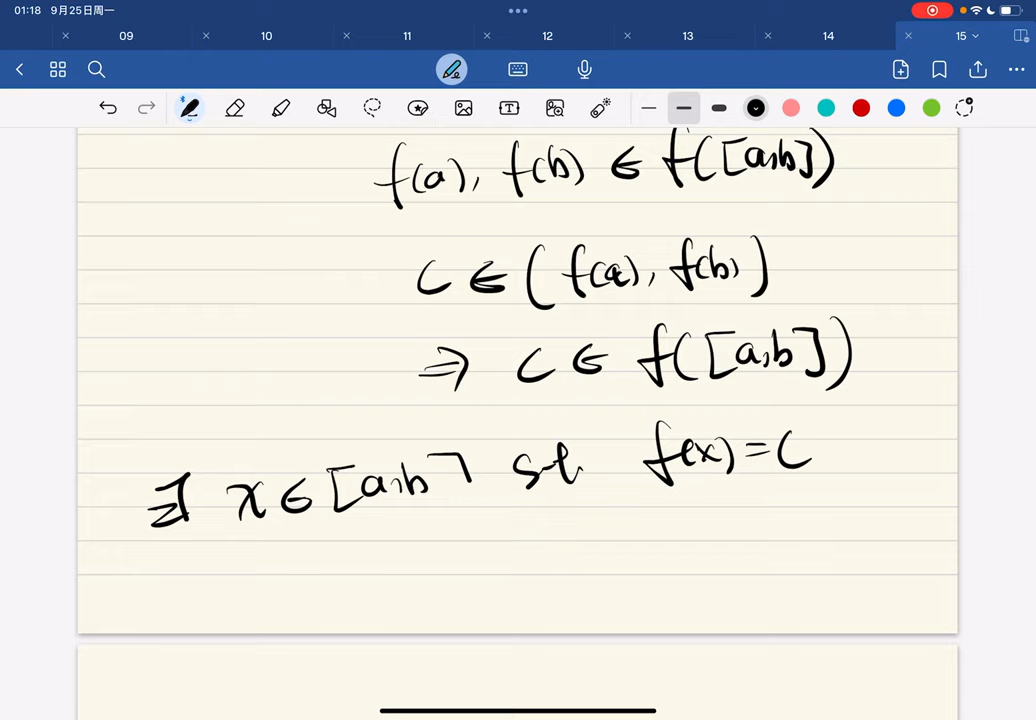 01:18 9月25日周一
09 10 11 12 13 14 15
f(a), f(b) ∈ f([a,b])
c ∈ (f(a), f(b))
⇒ c ∈ f([a,b])
∃ x ∈ [a,b] s.t. f(x) = c